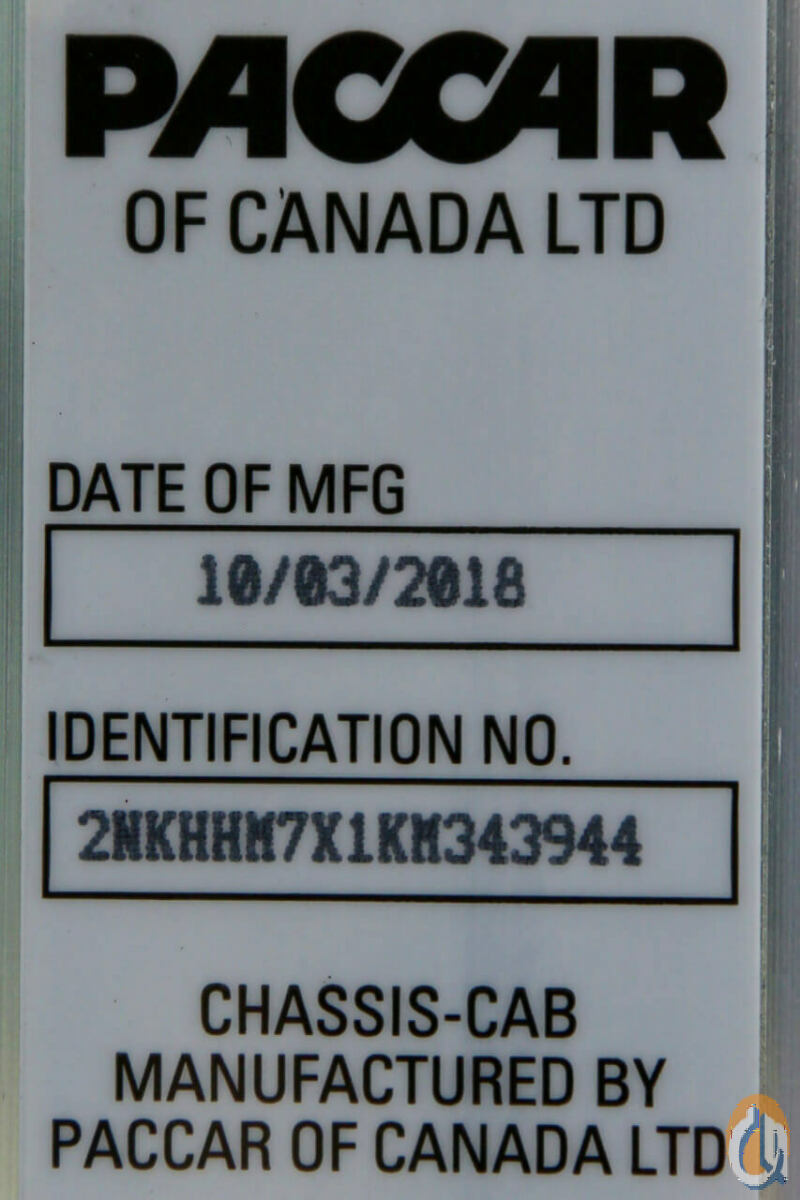 PACCAR
OF CANADA LTD
DATE OF MFG
10/03/2018
IDENTIFICATION NO.
2NKHHM7X1KM343944
CHASSIS-CAB
MANUFACTURED BY
PACCAR OF CANADA LTD